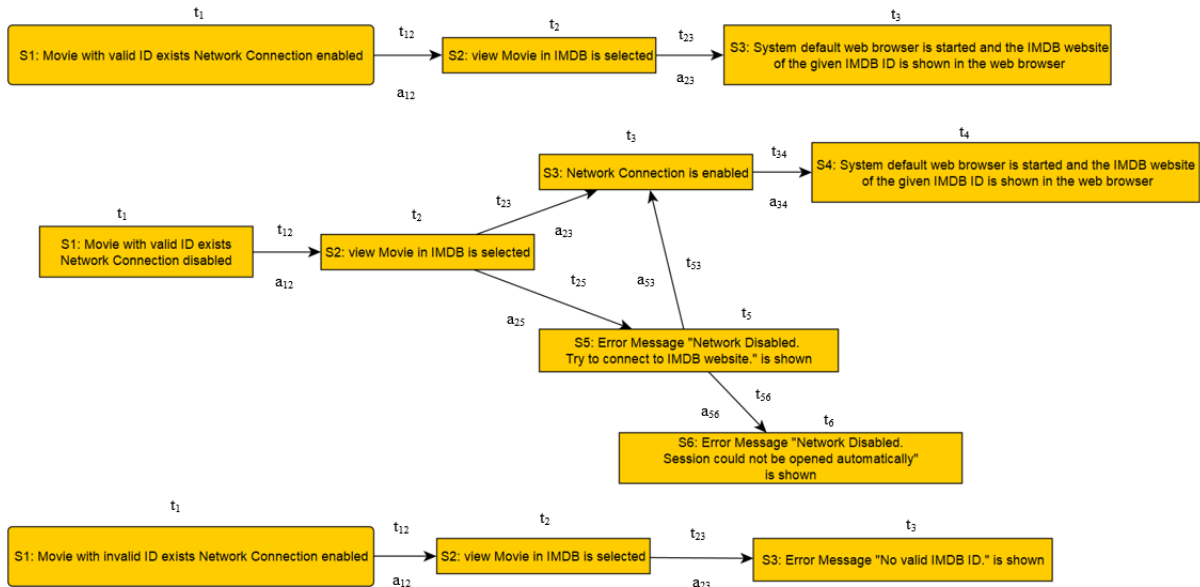 t₁
t₁₂
t₂
t₂₃
t₃
S1: Movie with valid ID exists Network Connection enabled
S2: view Movie in IMDB is selected
S3: System default web browser is started and the IMDB website
of the given IMDB ID is shown in the web browser
a₁₂
a₂₃
t₃
t₃₄
t₄
S3: Network Connection is enabled
S4: System default web browser is started and the IMDB website
of the given IMDB ID is shown in the web browser
a₃₄
t₁
t₁₂
t₂
t₂₃
a₂₃
S1: Movie with valid ID exists
Network Connection disabled
S2: view Movie in IMDB is selected
a₁₂
t₂₅
a₂₅
a₅₃
t₅₃
t₅
S5: Error Message "Network Disabled.
Try to connect to IMDB website." is shown
t₅₆
a₅₆
t₆
S6: Error Message "Network Disabled.
Session could not be opened automatically"
is shown
t₁
t₁₂
t₂
t₂₃
t₃
S1: Movie with invalid ID exists Network Connection enabled
S2: view Movie in IMDB is selected
S3: Error Message "No valid IMDB ID." is shown
a₁₂
a₂₃